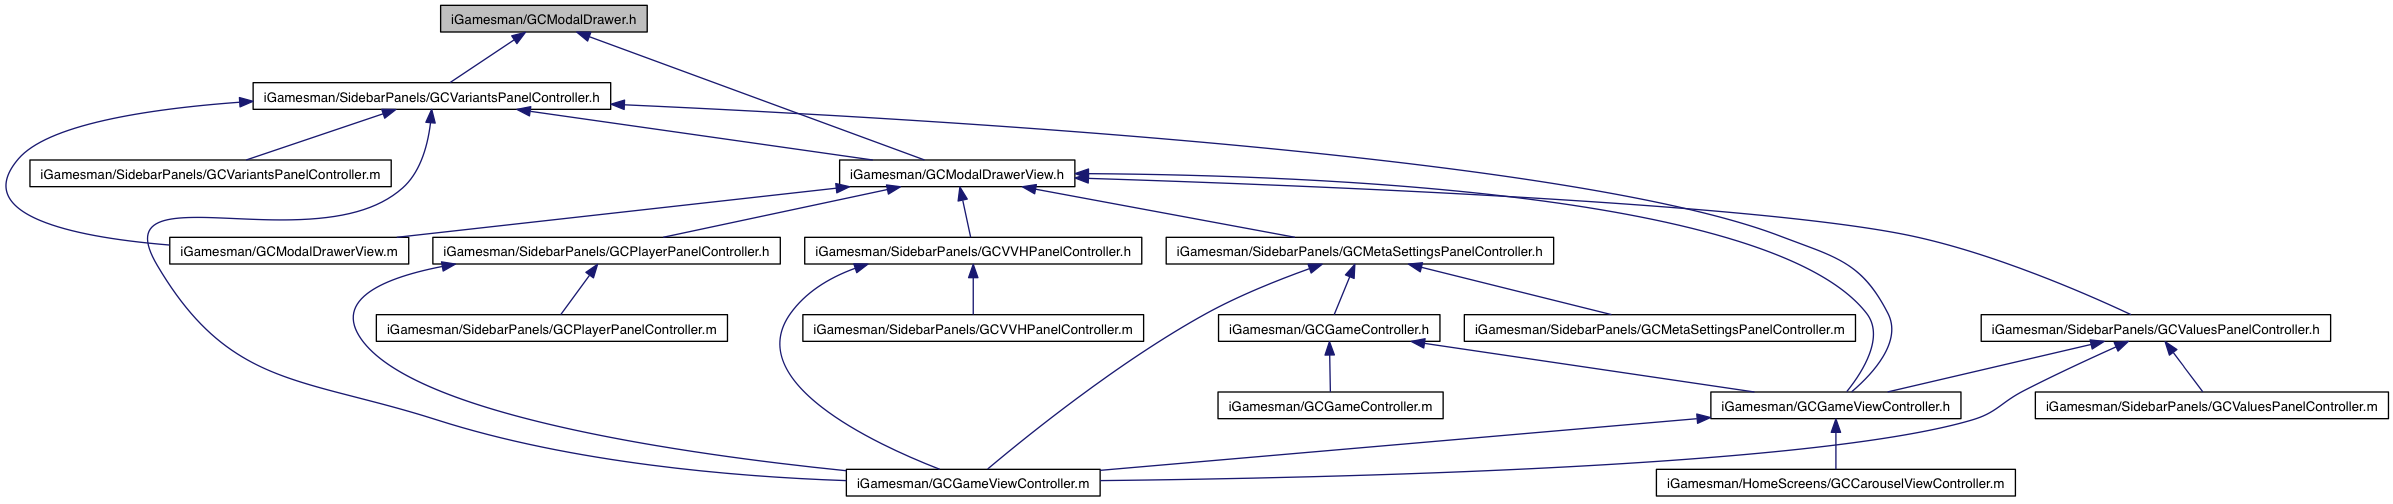 iGamesman/GCModalDrawer.h
iGamesman/SidebarPanels/GCVariantsPanelController.h
iGamesman/SidebarPanels/GCVariantsPanelController.m
iGamesman/GCModalDrawerView.h
iGamesman/GCModalDrawerView.m
iGamesman/SidebarPanels/GCPlayerPanelController.h
iGamesman/SidebarPanels/GCVVHPanelController.h
iGamesman/SidebarPanels/GCMetaSettingsPanelController.h
iGamesman/SidebarPanels/GCPlayerPanelController.m
iGamesman/SidebarPanels/GCVVHPanelController.m
iGamesman/GCGameController.h
iGamesman/SidebarPanels/GCMetaSettingsPanelController.m
iGamesman/SidebarPanels/GCValuesPanelController.h
iGamesman/GCGameController.m
iGamesman/GCGameViewController.h
iGamesman/SidebarPanels/GCValuesPanelController.m
iGamesman/GCGameViewController.m
iGamesman/HomeScreens/GCCarouselViewController.m